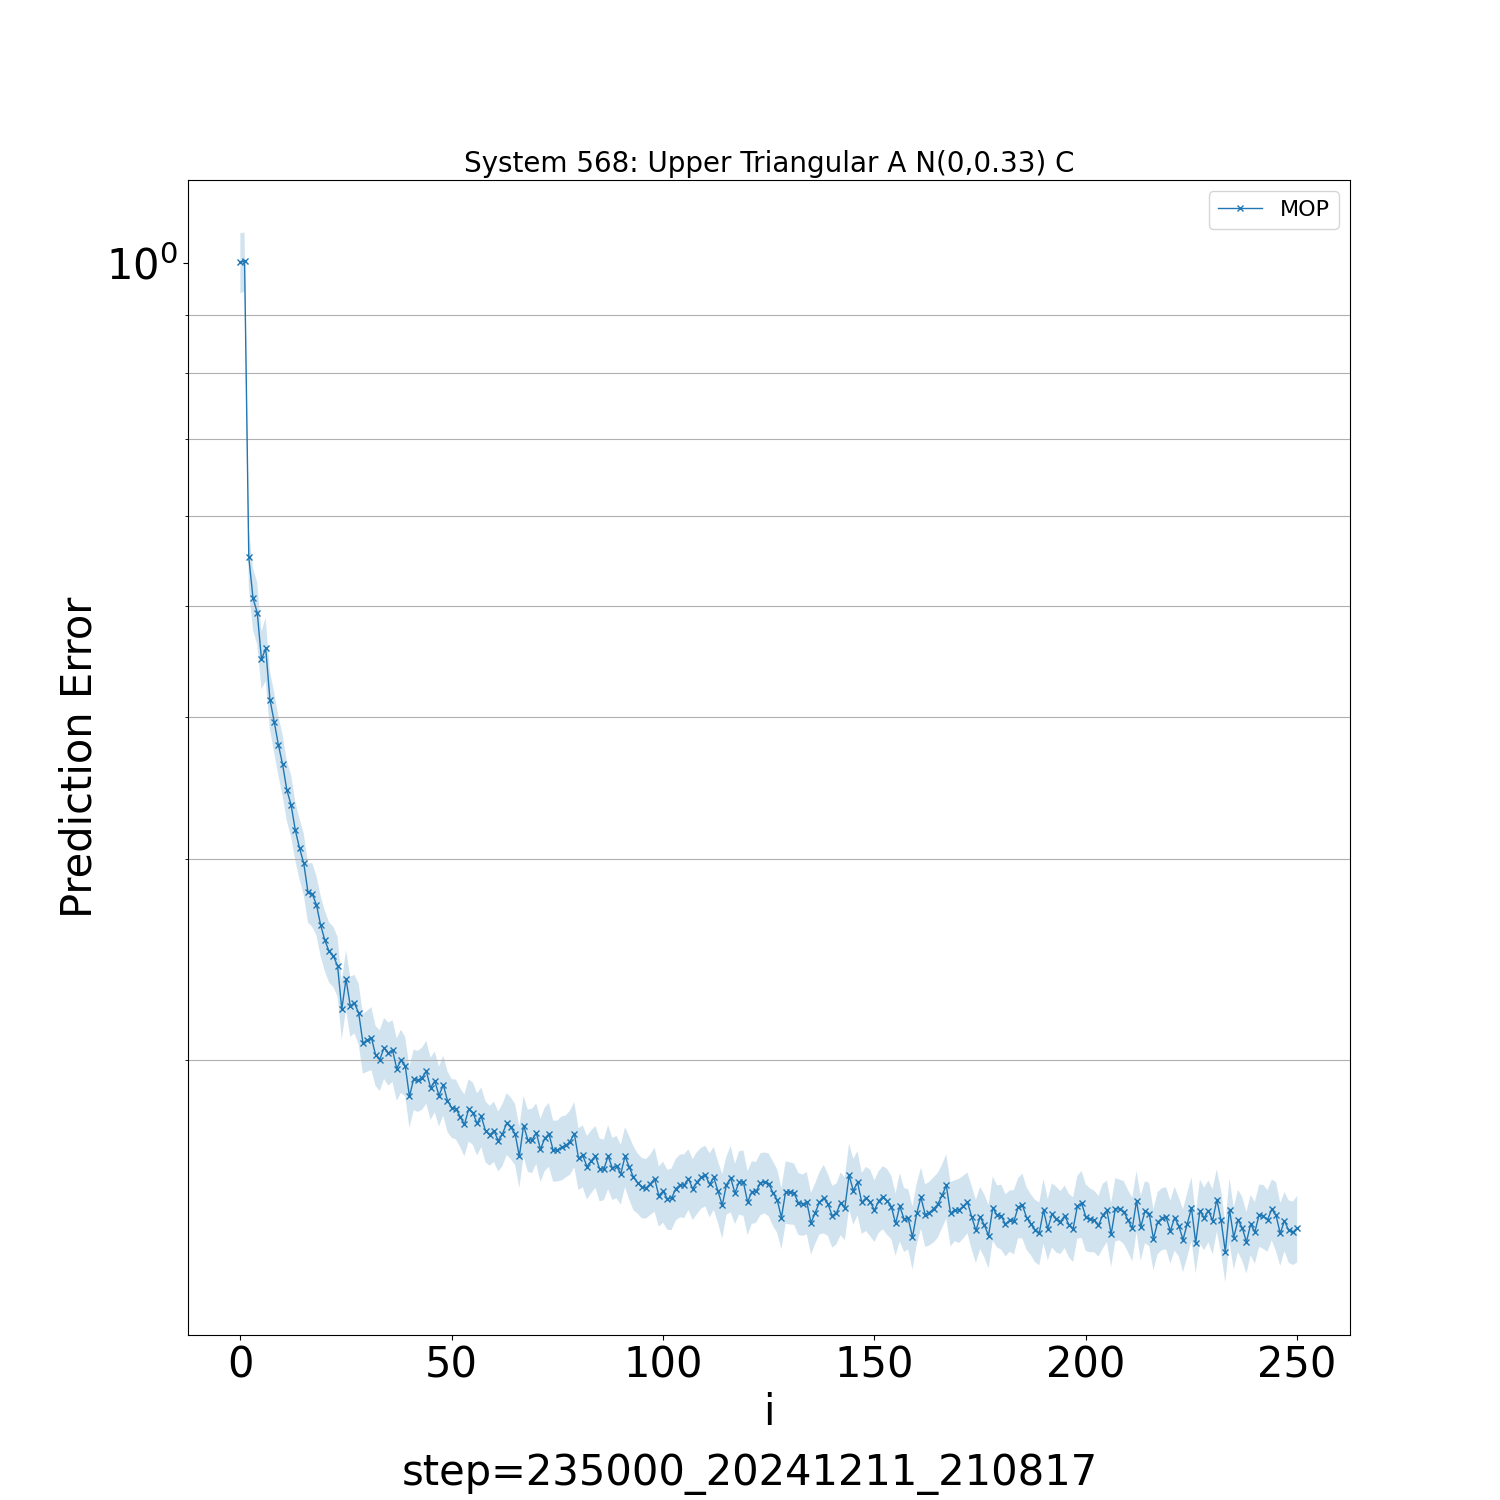 System 568: Upper Triangular A N(0,0.33) C
MOP
10⁰
Prediction Error
0 50 100 150 200 250
i
step=235000_20241211_210817